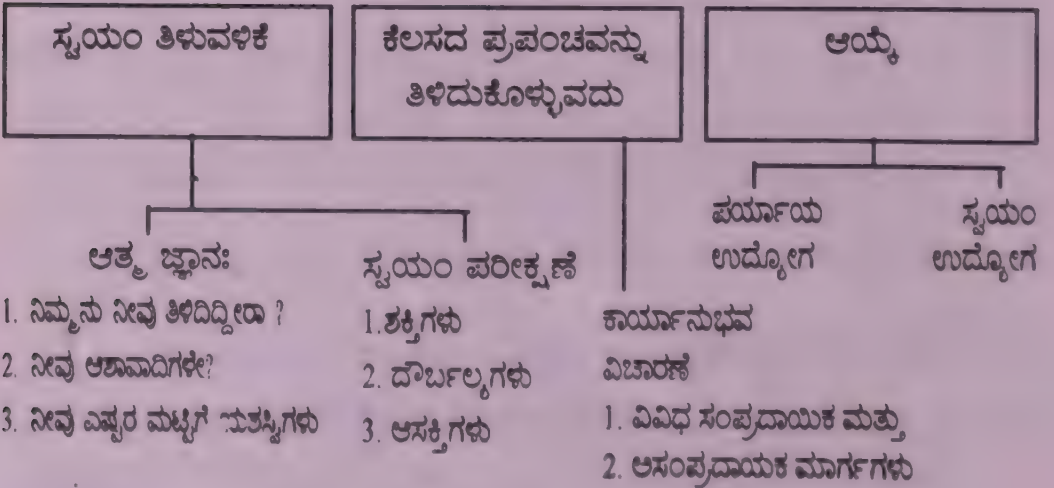 ಸ್ವಯಂ ತಿಳುವಳಿಕೆ
ಕೆಲಸದ ಪ್ರಪಂಚವನ್ನು
ತಿಳಿದುಕೊಳ್ಳುವದು
ಆಯ್ಕೆ
ಆತ್ಮ ಜ್ಞಾನಃ
1. ನಿಮ್ಮನು ನೀವು ತಿಳಿದಿದ್ದೀರಾ ?
2. ನೀವು ಆಶಾವಾದಿಗಳೇ?
3. ನೀವು ಎಷ್ಟರ ಮಟ್ಟಿಗೆ
ಸ್ವಯಂ ಪರೀಕ್ಷಣೆ
1.ಶಕ್ತಿಗಳು
2. ದೌರ್ಬಲ್ಯಗಳು
3. ಆಸಕ್ತಿಗಳು
ಕಾರ್ಯಾನುಭವ
ವಿಚಾರಣೆ
1. ವಿವಿಧ ಸಂಪ್ರದಾಯಿಕ ಮತ್ತು
2. ಅಸಂಪ್ರದಾಯಕ ಮಾರ್ಗಗಳು
ಪರ್ಯಾಯ
ಉದ್ಯೋಗ
ಸ್ವಯಂ
ಉದ್ಯೋಗ